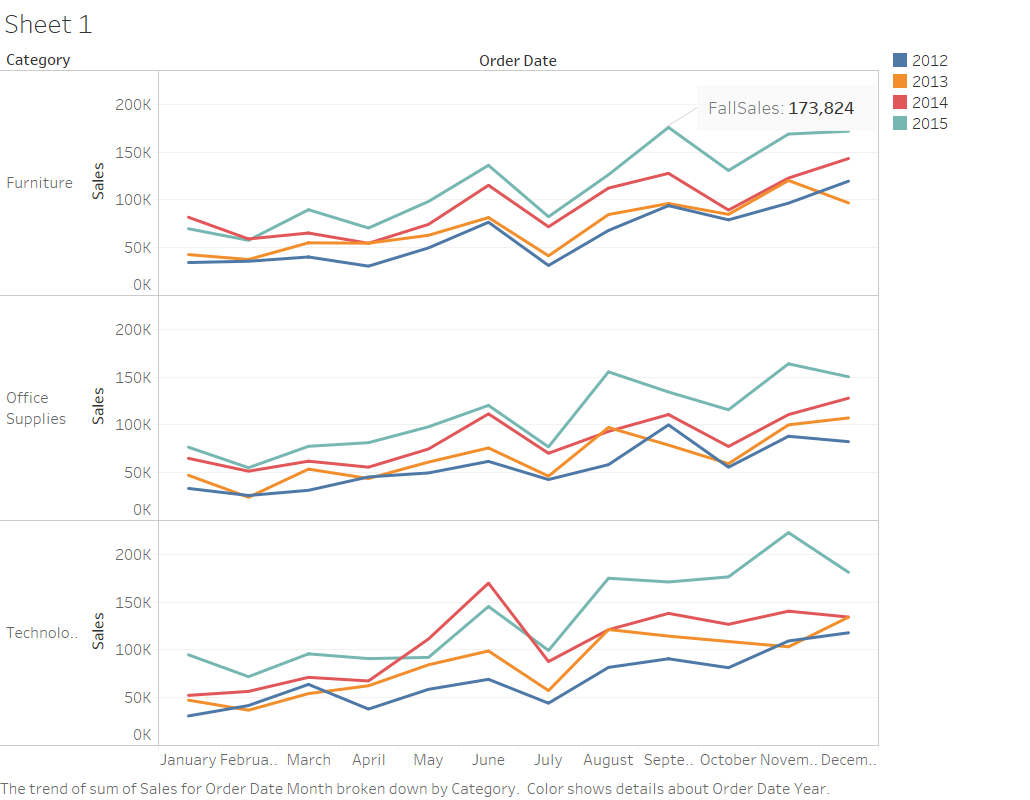 Sheet 1
Category
Order Date
2012
2013
2014
2015
FallSales: 173,824
Furniture
Sales
200K
150K
100K
50K
0K
Office
Supplies
Sales
200K
150K
100K
50K
0K
Technolo..
Sales
200K
150K
100K
50K
0K
January Februa.. March April May June July August Septe.. October Novem.. Decem..
The trend of sum of Sales for Order Date Month broken down by Category. Color shows details about Order Date Year.